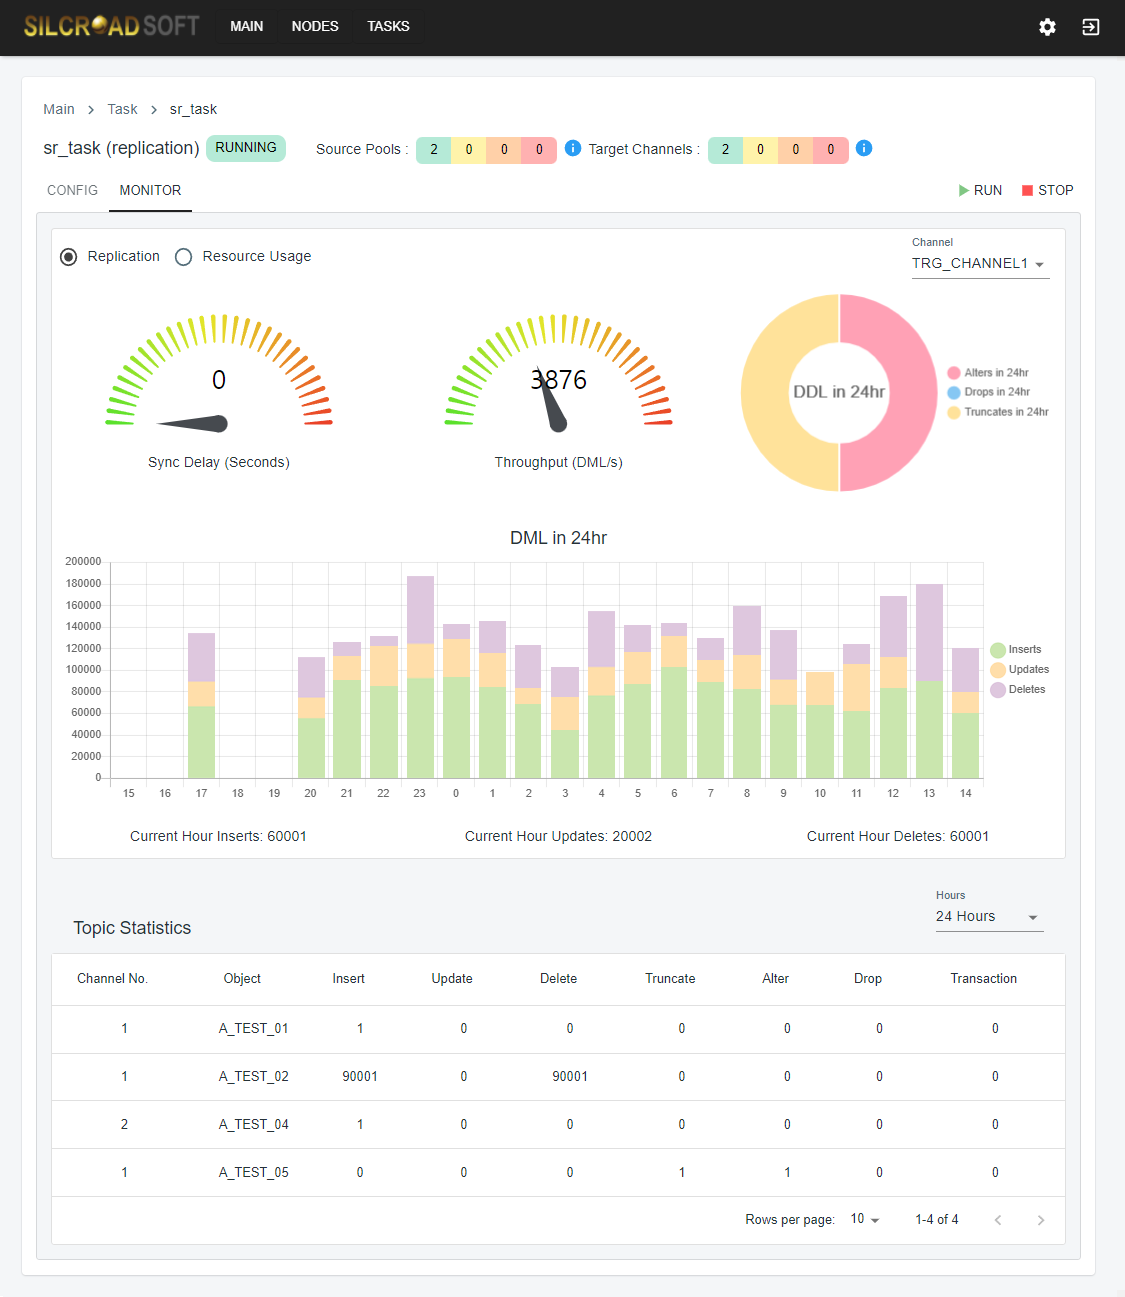 SILCROADSOFT MAIN NODES TASKS
Main > Task > sr_task
sr_task (replication) RUNNING Source Pools : 2 0 0 0 Target Channels : 2 0 0 0
CONFIG MONITOR RUN STOP
Replication Resource Usage
Channel
TRG_CHANNEL1
0
Sync Delay (Seconds)
3876
Throughput (DML/s)
DDL in 24hr
Alters in 24hr
Drops in 24hr
Truncates in 24hr
DML in 24hr
200000
180000
160000
140000
120000
100000
80000
60000
40000
20000
0
15 16 17 18 19 20 21 22 23 0 1 2 3 4 5 6 7 8 9 10 11 12 13 14
Inserts
Updates
Deletes
Current Hour Inserts: 60001 Current Hour Updates: 20002 Current Hour Deletes: 60001
Topic Statistics
Hours
24 Hours
Channel No. Object Insert Update Delete Truncate Alter Drop Transaction
1 A_TEST_01 1 0 0 0 0 0 0
1 A_TEST_02 90001 0 90001 0 0 0 0
2 A_TEST_04 1 0 0 0 0 0 0
1 A_TEST_05 0 0 0 1 1 0 0
Rows per page: 10 1-4 of 4